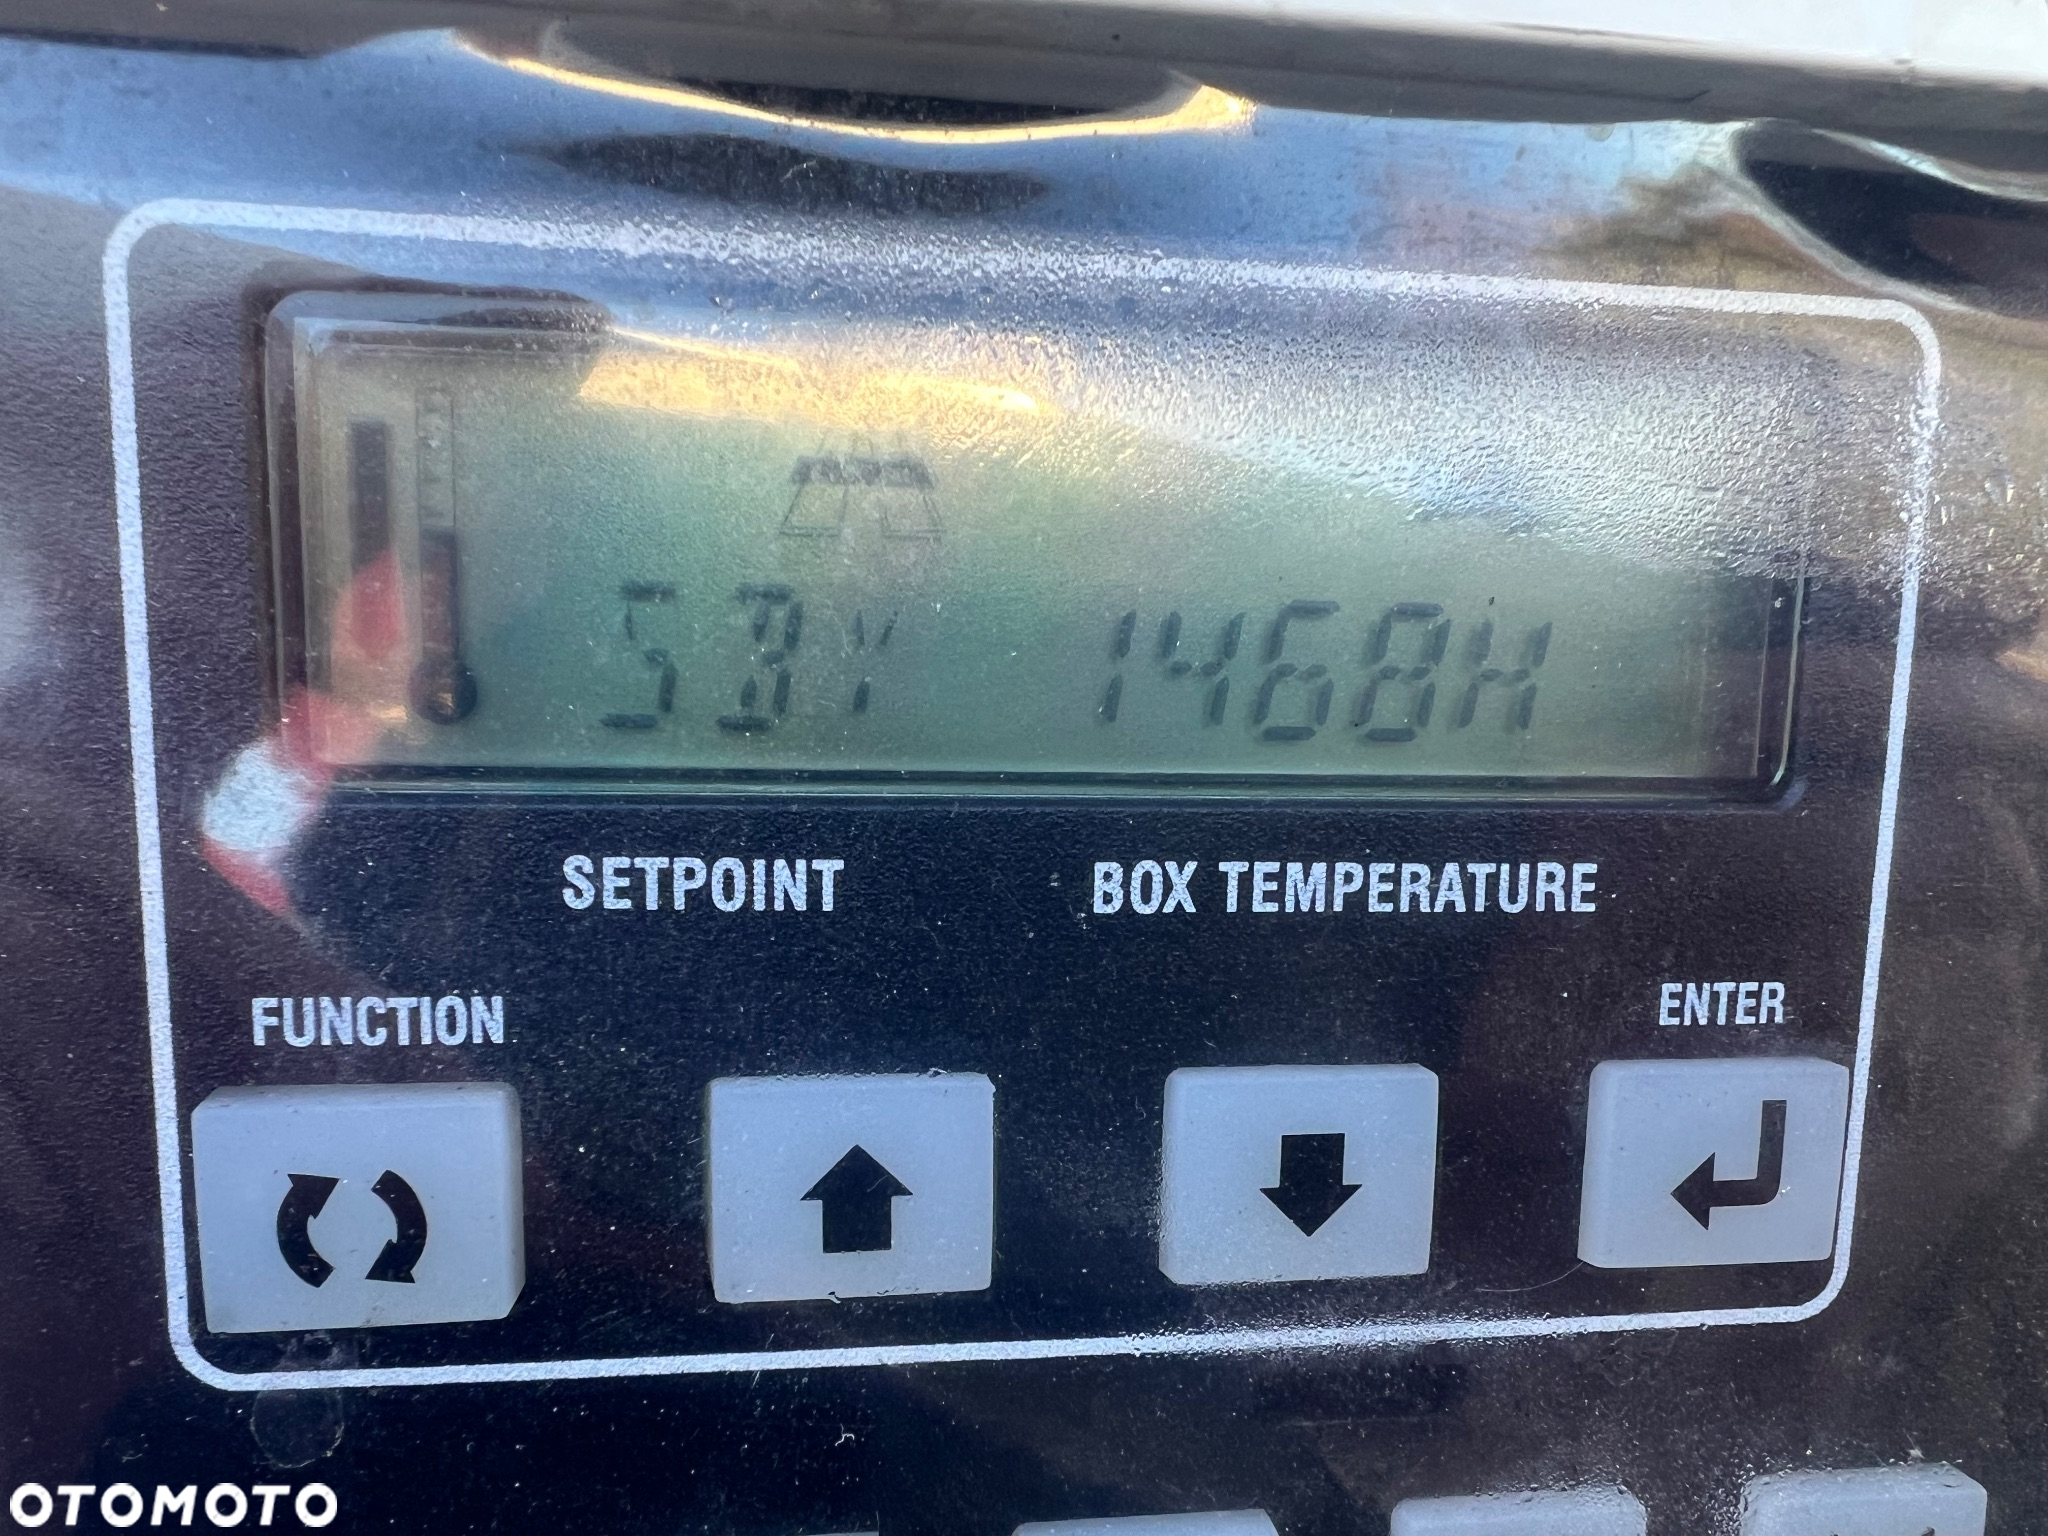 SBY 1468H
SETPOINT BOX TEMPERATURE
FUNCTION ENTER
OTOMOTO